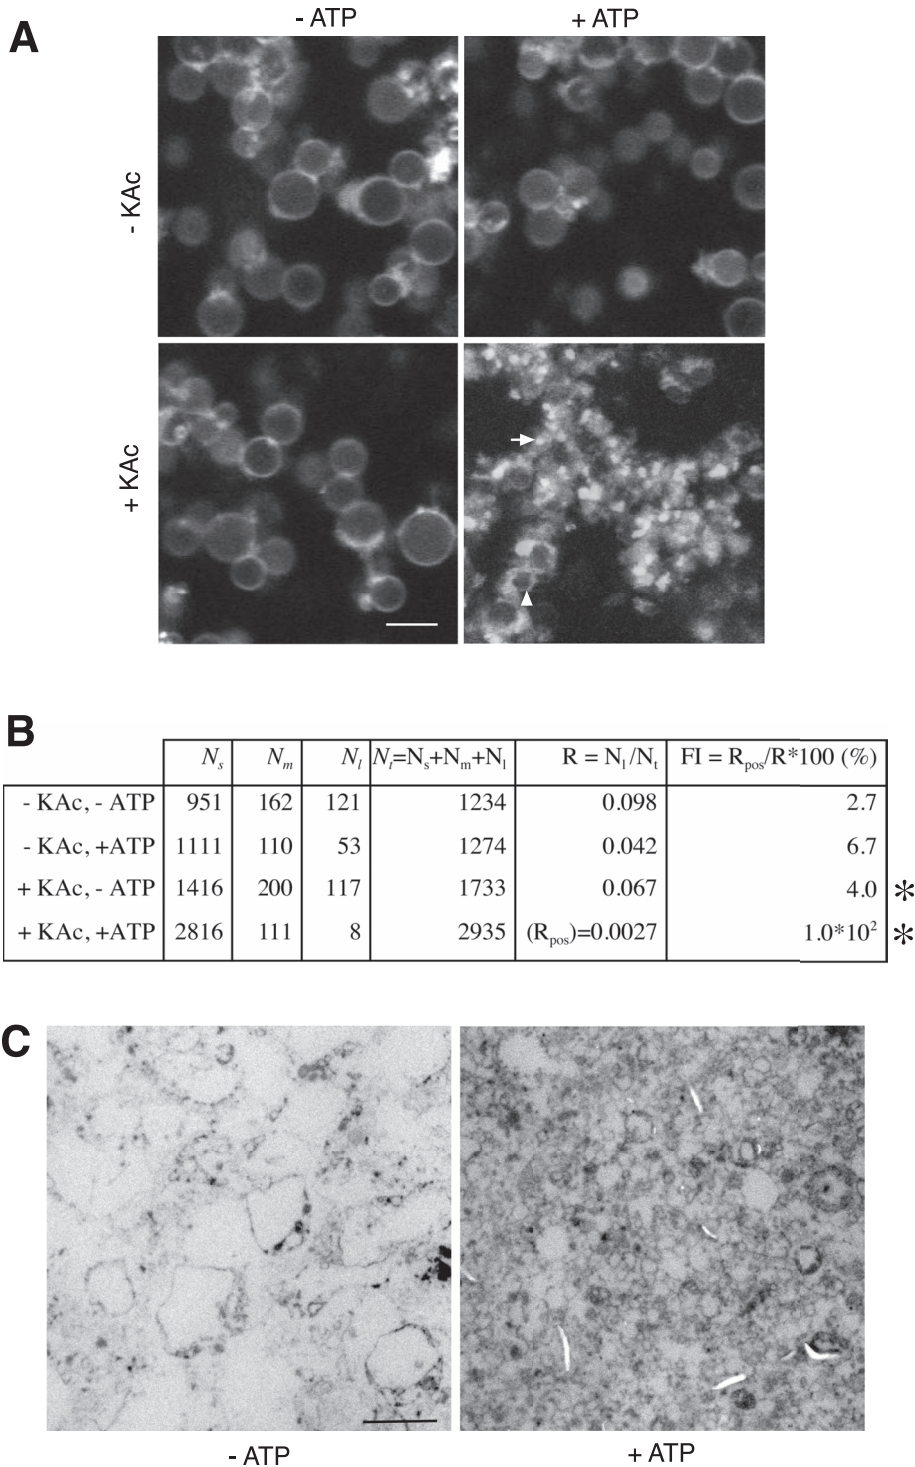 A
- ATP
+ ATP
- KAc
+ KAc
B
N_s N_m N_l N_t=N_s+N_m+N_l R = N_l/N_t FI = R_pos/R*100 (%)
- KAc, - ATP 951 162 121 1234 0.098 2.7
- KAc, +ATP 1111 110 53 1274 0.042 6.7
+ KAc, - ATP 1416 200 117 1733 0.067 4.0 *
+ KAc, +ATP 2816 111 8 2935 (R_pos)=0.0027 1.0*10² *
C
- ATP
+ ATP